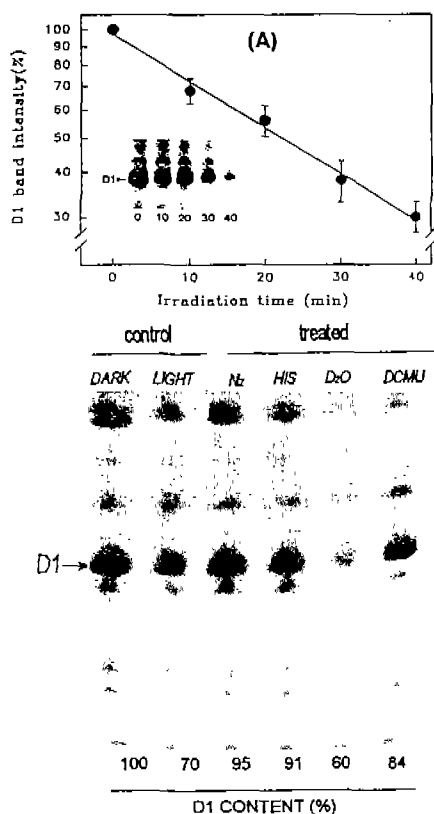 (A)
D1 band intensity(%)
100
90
80
70
60
50
40
30
D1→
0 10 20 30 40
0 10 20 30 40
Irradiation time (min)
control treated
DARK LIGHT N₂ HIS D₂O DCMU
D1→
100 70 95 91 60 84
D1 CONTENT (%)